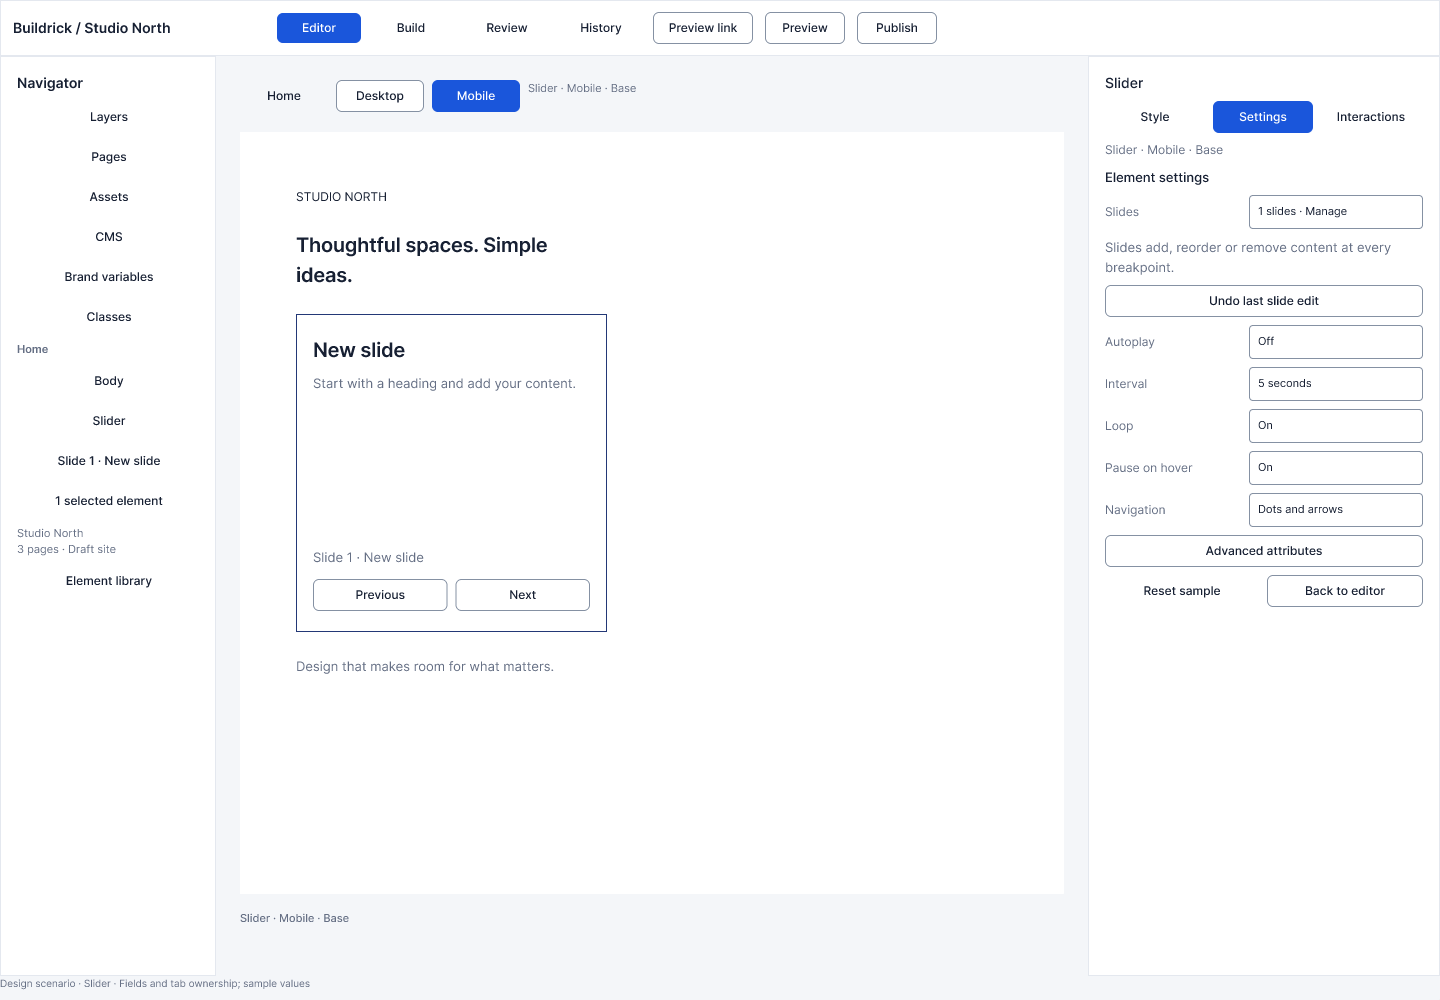 Buildrick / Studio North
Editor
Build
Review
History
Preview link
Preview
Publish
Navigator
Layers
Pages
Assets
CMS
Brand variables
Classes
Home
Body
Slider
Slide 1 · New slide
1 selected element
Studio North
3 pages · Draft site
Element library
Home
Desktop
Mobile
Slider · Mobile · Base
STUDIO NORTH
Thoughtful spaces. Simple
ideas.
New slide
Start with a heading and add your content.
Slide 1 · New slide
Previous
Next
Design that makes room for what matters.
Slider · Mobile · Base
Slider
Style
Settings
Interactions
Slider · Mobile · Base
Element settings
Slides
1 slides · Manage
Slides add, reorder or remove content at every
breakpoint.
Undo last slide edit
Autoplay
Off
Interval
5 seconds
Loop
On
Pause on hover
On
Navigation
Dots and arrows
Advanced attributes
Reset sample
Back to editor
Design scenario · Slider · Fields and tab ownership; sample values